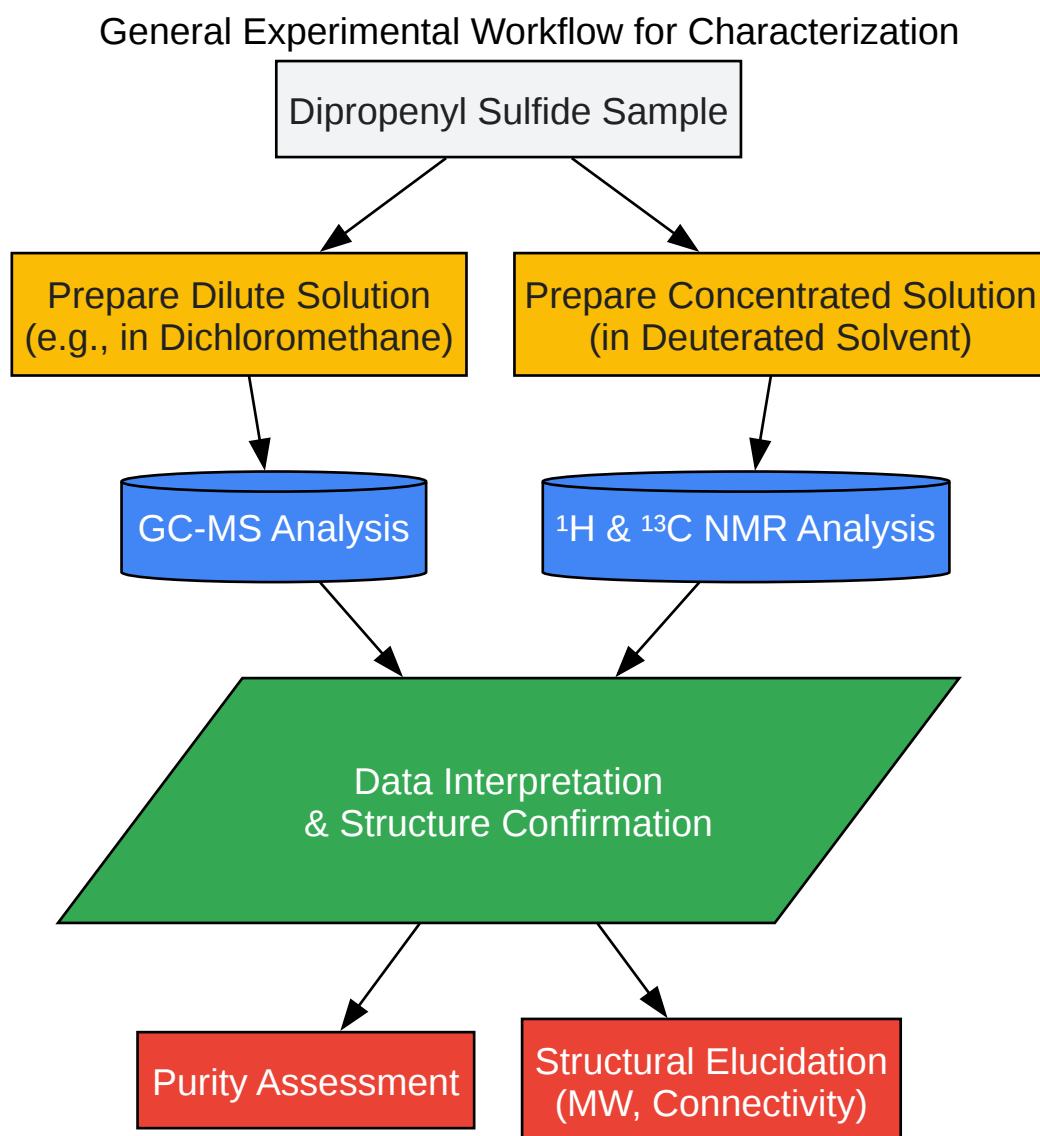 General Experimental Workflow for Characterization
Dipropenyl Sulfide Sample
Prepare Dilute Solution
(e.g., in Dichloromethane)
Prepare Concentrated Solution
(in Deuterated Solvent)
GC-MS Analysis
¹H & ¹³C NMR Analysis
Data Interpretation
& Structure Confirmation
Purity Assessment
Structural Elucidation
(MW, Connectivity)